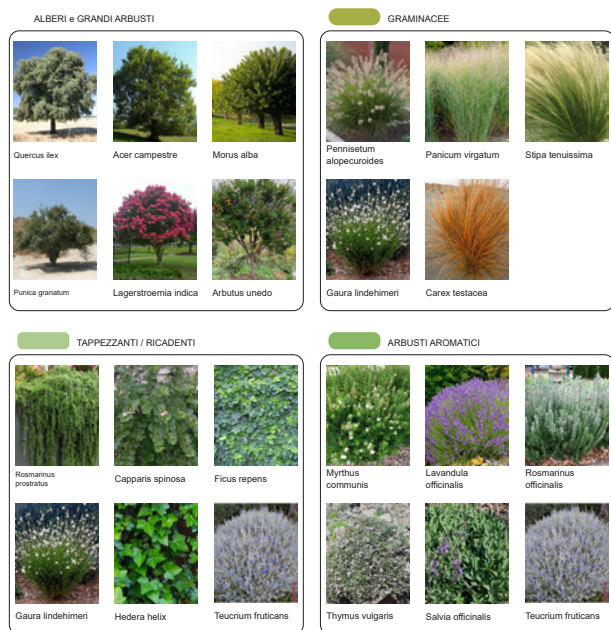 ALBERI e GRANDI ARBUSTI
Quercus ilex
Acer campestre
Morus alba
Punica granatum
Lagerstroemia indica
Arbutus unedo
GRAMINACEE
Pennisetum
alopecuroides
Panicum virgatum
Stipa tenuissima
Gaura lindehimeri
Carex testacea
TAPPEZZANTI / RICADENTI
Rosmarinus
prostratus
Capparis spinosa
Ficus repens
Gaura lindehimeri
Hedera helix
Teucrium fruticans
ARBUSTI AROMATICI
Myrthus
communis
Lavandula
officinalis
Rosmarinus
officinalis
Thymus vulgaris
Salvia officinalis
Teucrium fruticans